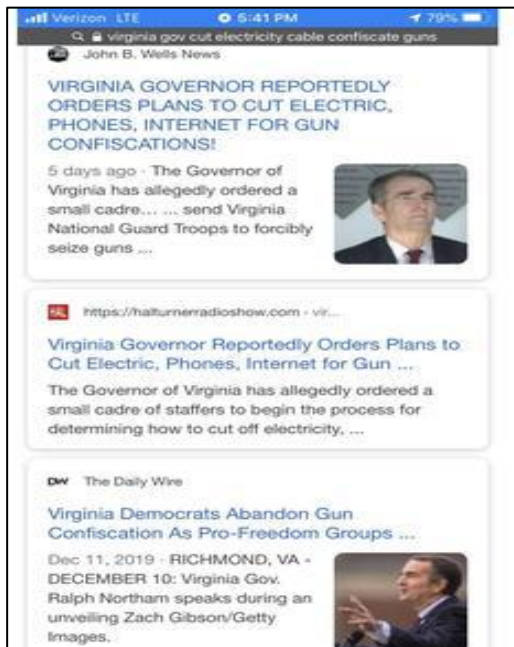 Verizon LTE 5:41 PM 79%
virginia gov cut electricity cable confiscate guns
John B. Wells News
VIRGINIA GOVERNOR REPORTEDLY
ORDERS PLANS TO CUT ELECTRIC,
PHONES, INTERNET FOR GUN
CONFISCATIONS!
5 days ago · The Governor of
Virginia has allegedly ordered a
small cadre... ... send Virginia
National Guard Troops to forcibly
seize guns ...
HAL https://halturnerradioshow.com › vir...
Virginia Governor Reportedly Orders Plans to
Cut Electric, Phones, Internet for Gun ...
The Governor of Virginia has allegedly ordered a
small cadre of staffers to begin the process for
determining how to cut off electricity, ...
DW The Daily Wire
Virginia Democrats Abandon Gun
Confiscation As Pro-Freedom Groups ...
Dec 11, 2019 · RICHMOND, VA -
DECEMBER 10: Virginia Gov.
Ralph Northam speaks during an
unveiling Zach Gibson/Getty
Images.